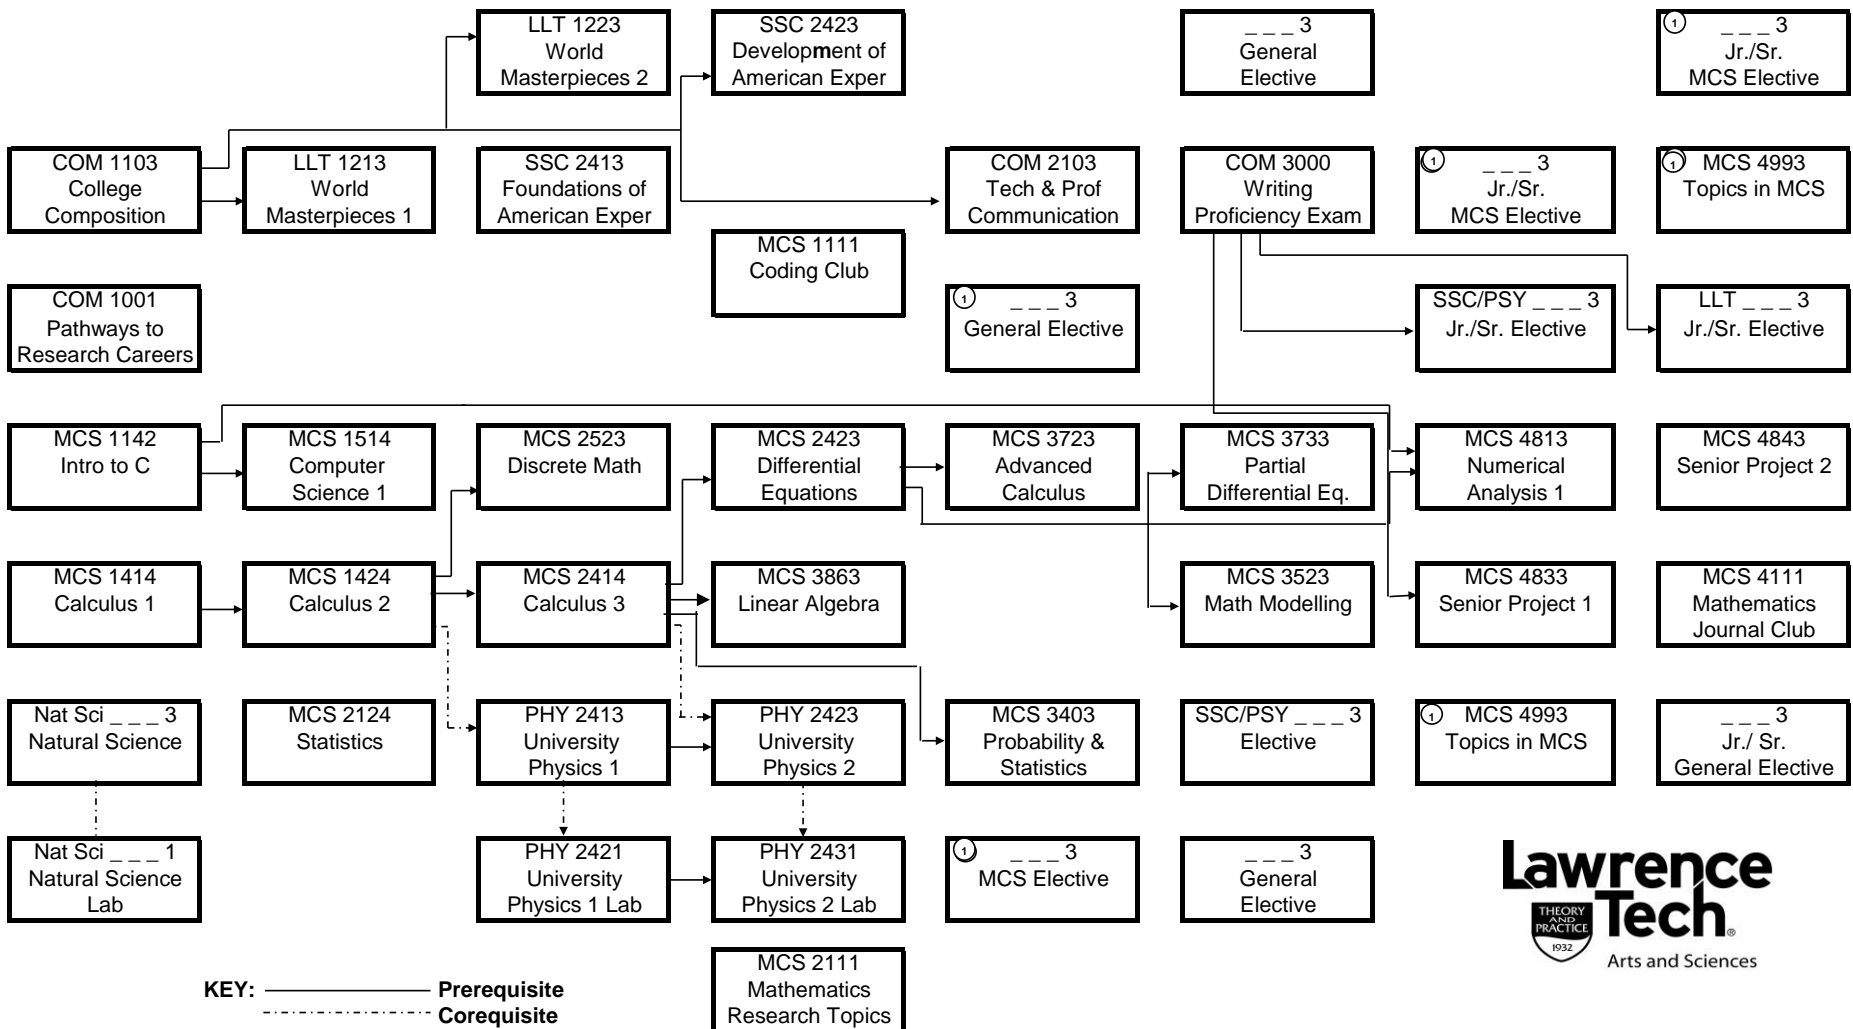 LLT 1223
World
Masterpieces 2
SSC 2423
Development of
American Exper
_ _ _ 3
General
Elective
1 _ _ _ 3
Jr./Sr.
MCS Elective
COM 1103
College
Composition
LLT 1213
World
Masterpieces 1
SSC 2413
Foundations of
American Exper
COM 2103
Tech & Prof
Communication
COM 3000
Writing
Proficiency Exam
1 _ _ _ 3
Jr./Sr.
MCS Elective
1 MCS 4993
Topics in MCS
MCS 1111
Coding Club
COM 1001
Pathways to
Research Careers
1 _ _ _ 3
General Elective
SSC/PSY _ _ _ 3
Jr./Sr. Elective
LLT _ _ _ 3
Jr./Sr. Elective
MCS 1142
Intro to C
MCS 1514
Computer
Science 1
MCS 2523
Discrete Math
MCS 2423
Differential
Equations
MCS 3723
Advanced
Calculus
MCS 3733
Partial
Differential Eq.
MCS 4813
Numerical
Analysis 1
MCS 4843
Senior Project 2
MCS 1414
Calculus 1
MCS 1424
Calculus 2
MCS 2414
Calculus 3
MCS 3863
Linear Algebra
MCS 3523
Math Modelling
MCS 4833
Senior Project 1
MCS 4111
Mathematics
Journal Club
Nat Sci _ _ _ 3
Natural Science
MCS 2124
Statistics
PHY 2413
University
Physics 1
PHY 2423
University
Physics 2
MCS 3403
Probability &
Statistics
SSC/PSY _ _ _ 3
Elective
1 MCS 4993
Topics in MCS
_ _ _ 3
Jr./ Sr.
General Elective
Nat Sci _ _ _ 1
Natural Science
Lab
PHY 2421
University
Physics 1 Lab
PHY 2431
University
Physics 2 Lab
1 _ _ _ 3
MCS Elective
_ _ _ 3
General
Elective
Lawrence
Tech®
THEORY
AND
PRACTICE
1932
Arts and Sciences
MCS 2111
Mathematics
Research Topics
KEY: Prerequisite
Corequisite